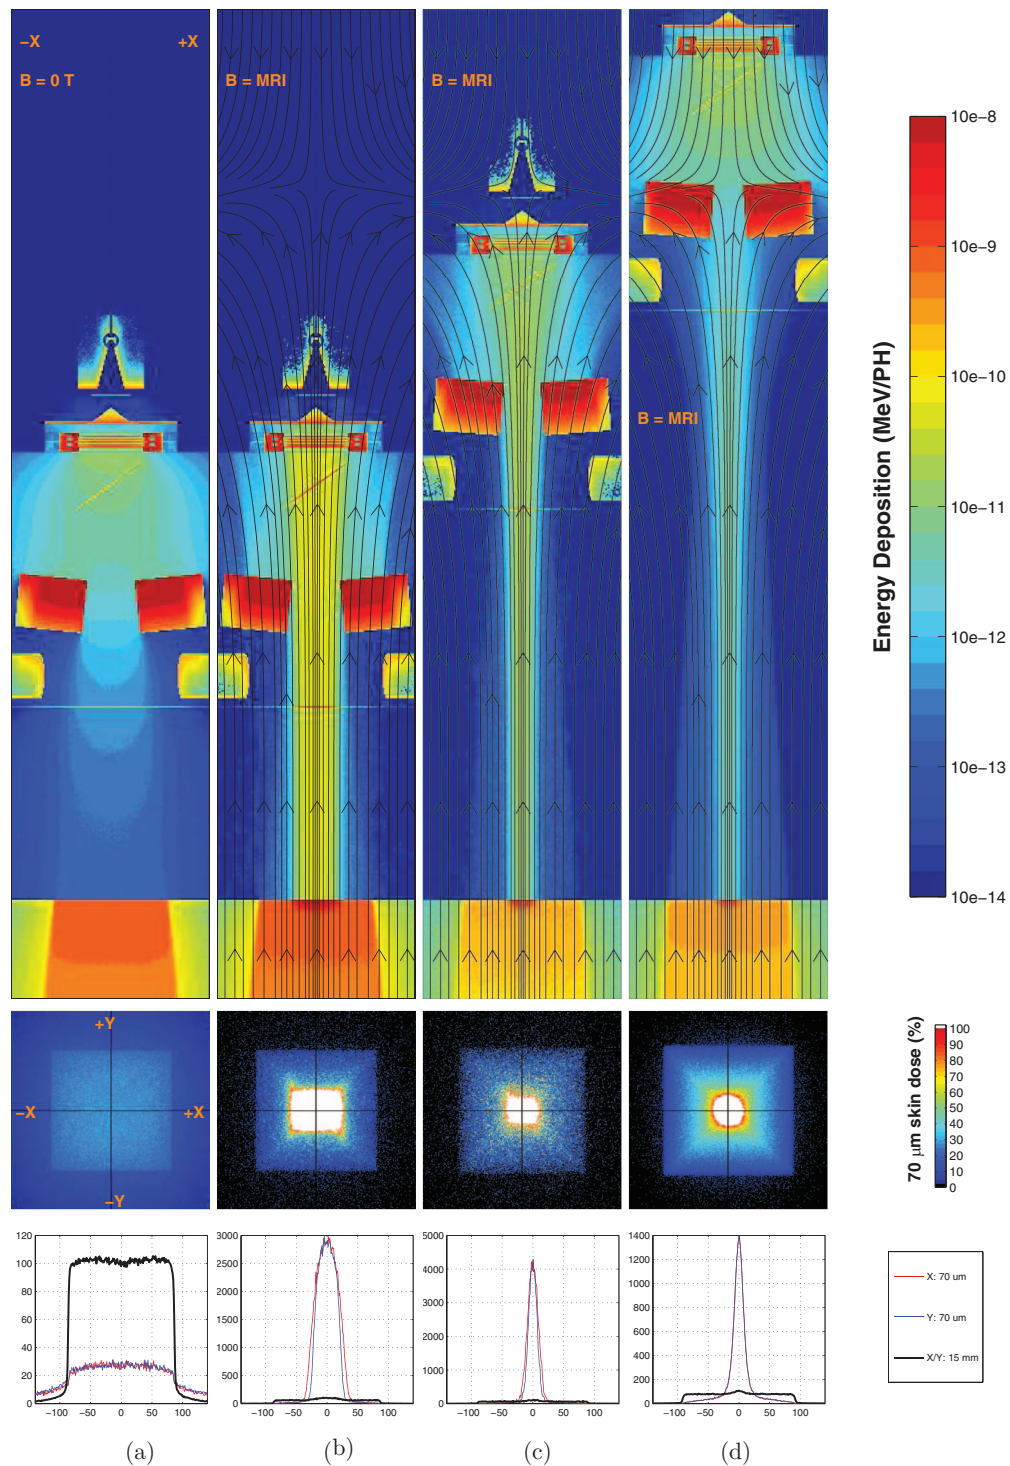 −X +X
B = 0 T
B = MRI
B = MRI
B = MRI
10e−8
10e−9
10e−10
10e−11
10e−12
10e−13
10e−14
Energy Deposition (MeV/PH)
+Y
−X +X
−Y
70 μm skin dose (%)
100
90
80
70
60
50
40
30
20
10
0
120
100
80
60
40
20
0
−100 −50 0 50 100
3000
2500
2000
1500
1000
500
0
−100 −50 0 50 100
5000
4000
3000
2000
1000
0
−100 −50 0 50 100
1400
1200
1000
800
600
400
200
0
−100 −50 0 50 100
X: 70 um
Y: 70 um
X/Y: 15 mm
(a) (b) (c) (d)